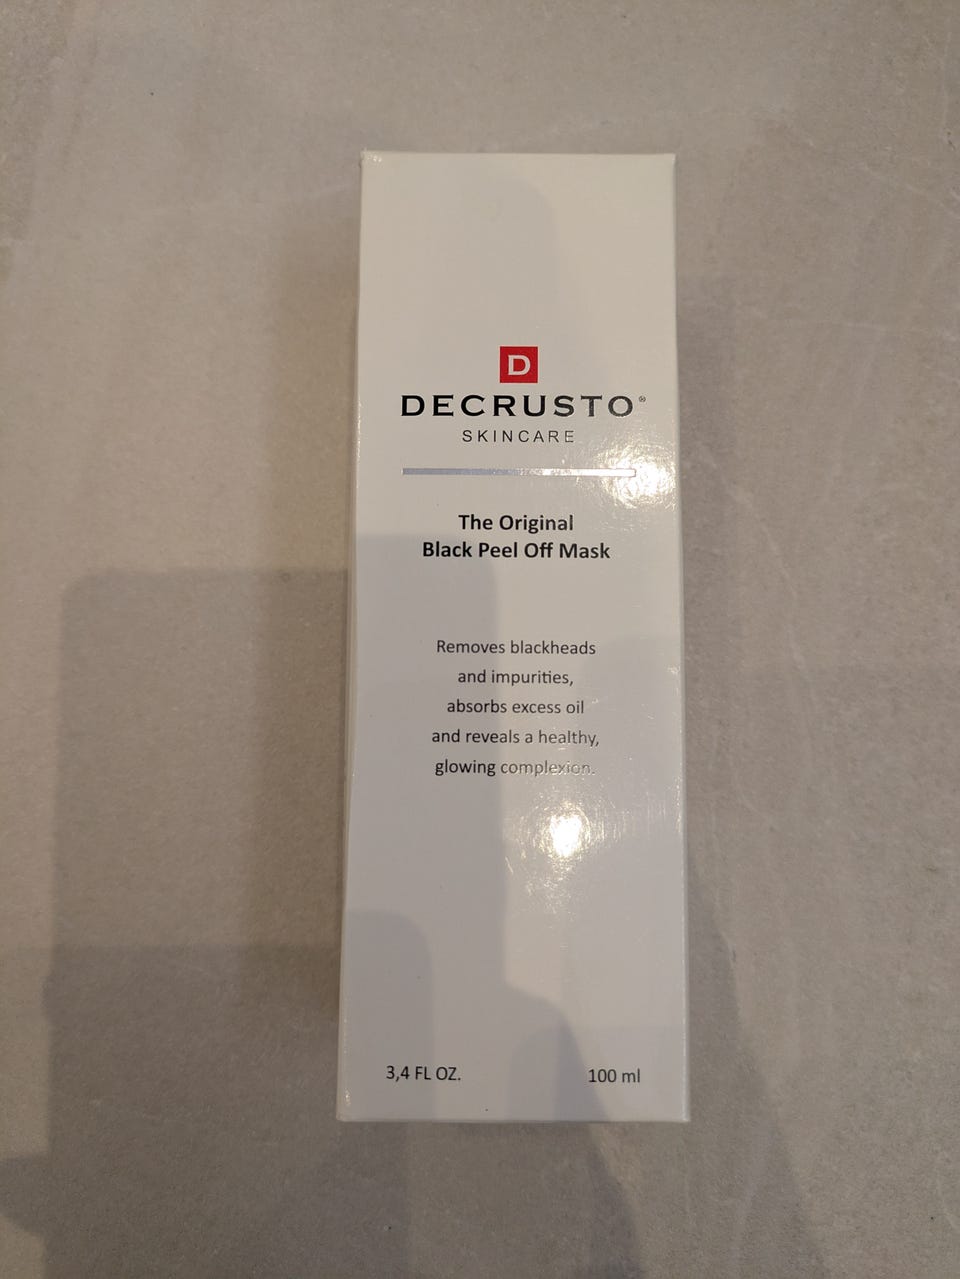 D
DECRUSTO®
SKINCARE
The Original
Black Peel Off Mask
Removes blackheads
and impurities,
absorbs excess oil
and reveals a healthy,
glowing complexion.
3,4 FL OZ. 100 ml